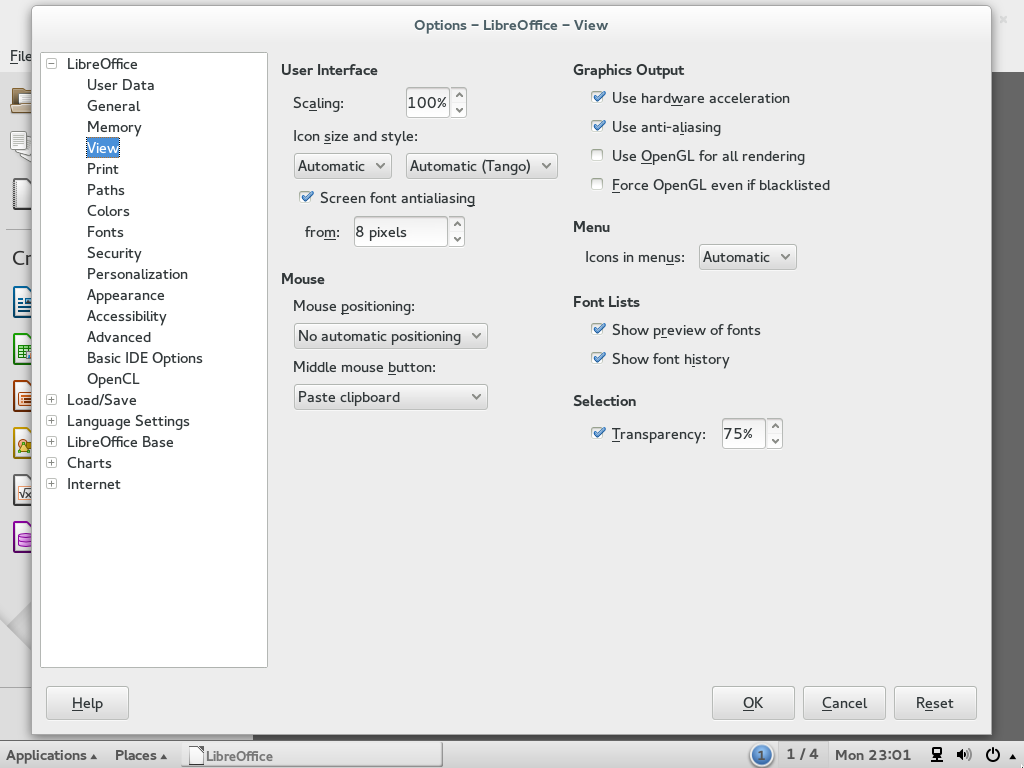 Options – LibreOffice – View
File
LibreOffice
User Data
General
Memory
View
Print
Paths
Colors
Fonts
Security
Personalization
Appearance
Accessibility
Advanced
Basic IDE Options
OpenCL
Load/Save
Language Settings
LibreOffice Base
Charts
Internet
User Interface
Scaling: 100%
Icon size and style:
Automatic Automatic (Tango)
Screen font antialiasing
from: 8 pixels
Mouse
Mouse positioning:
No automatic positioning
Middle mouse button:
Paste clipboard
Graphics Output
Use hardware acceleration
Use anti-aliasing
Use OpenGL for all rendering
Force OpenGL even if blacklisted
Menu
Icons in menus: Automatic
Font Lists
Show preview of fonts
Show font history
Selection
Transparency: 75%
Help OK Cancel Reset
Applications Places LibreOffice 1 1 / 4 Mon 23:01